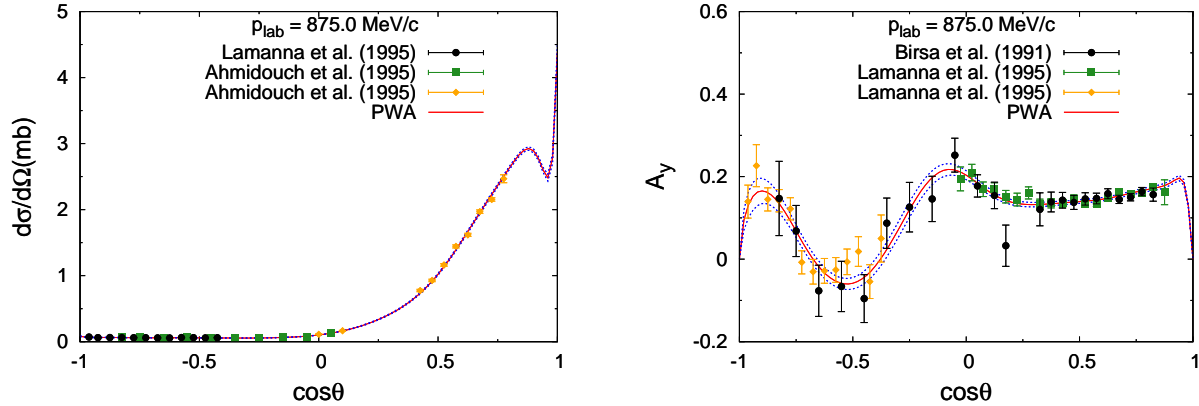 p_lab = 875.0 MeV/c
Lamanna et al. (1995)
Ahmidouch et al. (1995)
Ahmidouch et al. (1995)
PWA
dσ/dΩ(mb)
5
4
3
2
1
0
-1
-0.5
0
0.5
1
cosθ
p_lab = 875.0 MeV/c
Birsa et al. (1991)
Lamanna et al. (1995)
Lamanna et al. (1995)
PWA
A_y
0.6
0.4
0.2
0
-0.2
-1
-0.5
0
0.5
1
cosθ